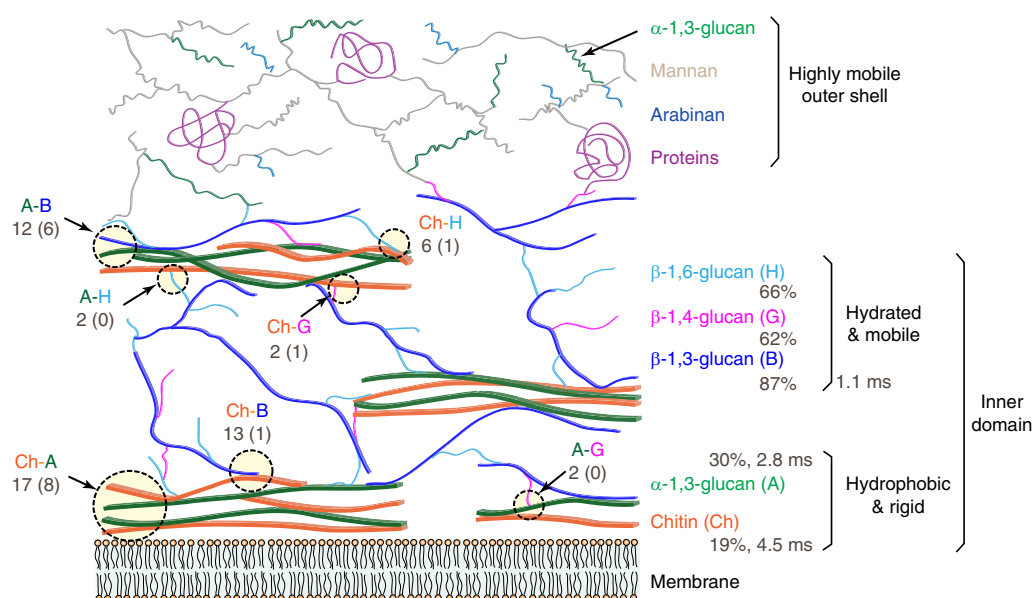 α-1,3-glucan
Mannan
Arabinan
Proteins
Highly mobile
outer shell
A-B
12 (6)
Ch-H
6 (1)
A-H
2 (0)
Ch-G
2 (1)
β-1,6-glucan (H)
66%
β-1,4-glucan (G)
62%
β-1,3-glucan (B)
87%
1.1 ms
Hydrated
& mobile
Inner
domain
Ch-B
13 (1)
A-G
2 (0)
Ch-A
17 (8)
30%, 2.8 ms
α-1,3-glucan (A)
Chitin (Ch)
19%, 4.5 ms
Hydrophobic
& rigid
Membrane